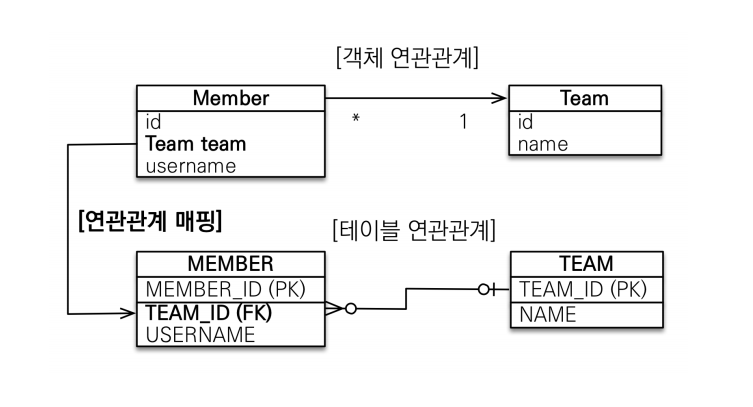 [객체 연관관계]
Member
Team
id
Team team
username
*
1
id
name
[연관관계 매핑]
[테이블 연관관계]
MEMBER
MEMBER_ID (PK)
TEAM_ID (FK)
USERNAME
TEAM
TEAM_ID (PK)
NAME